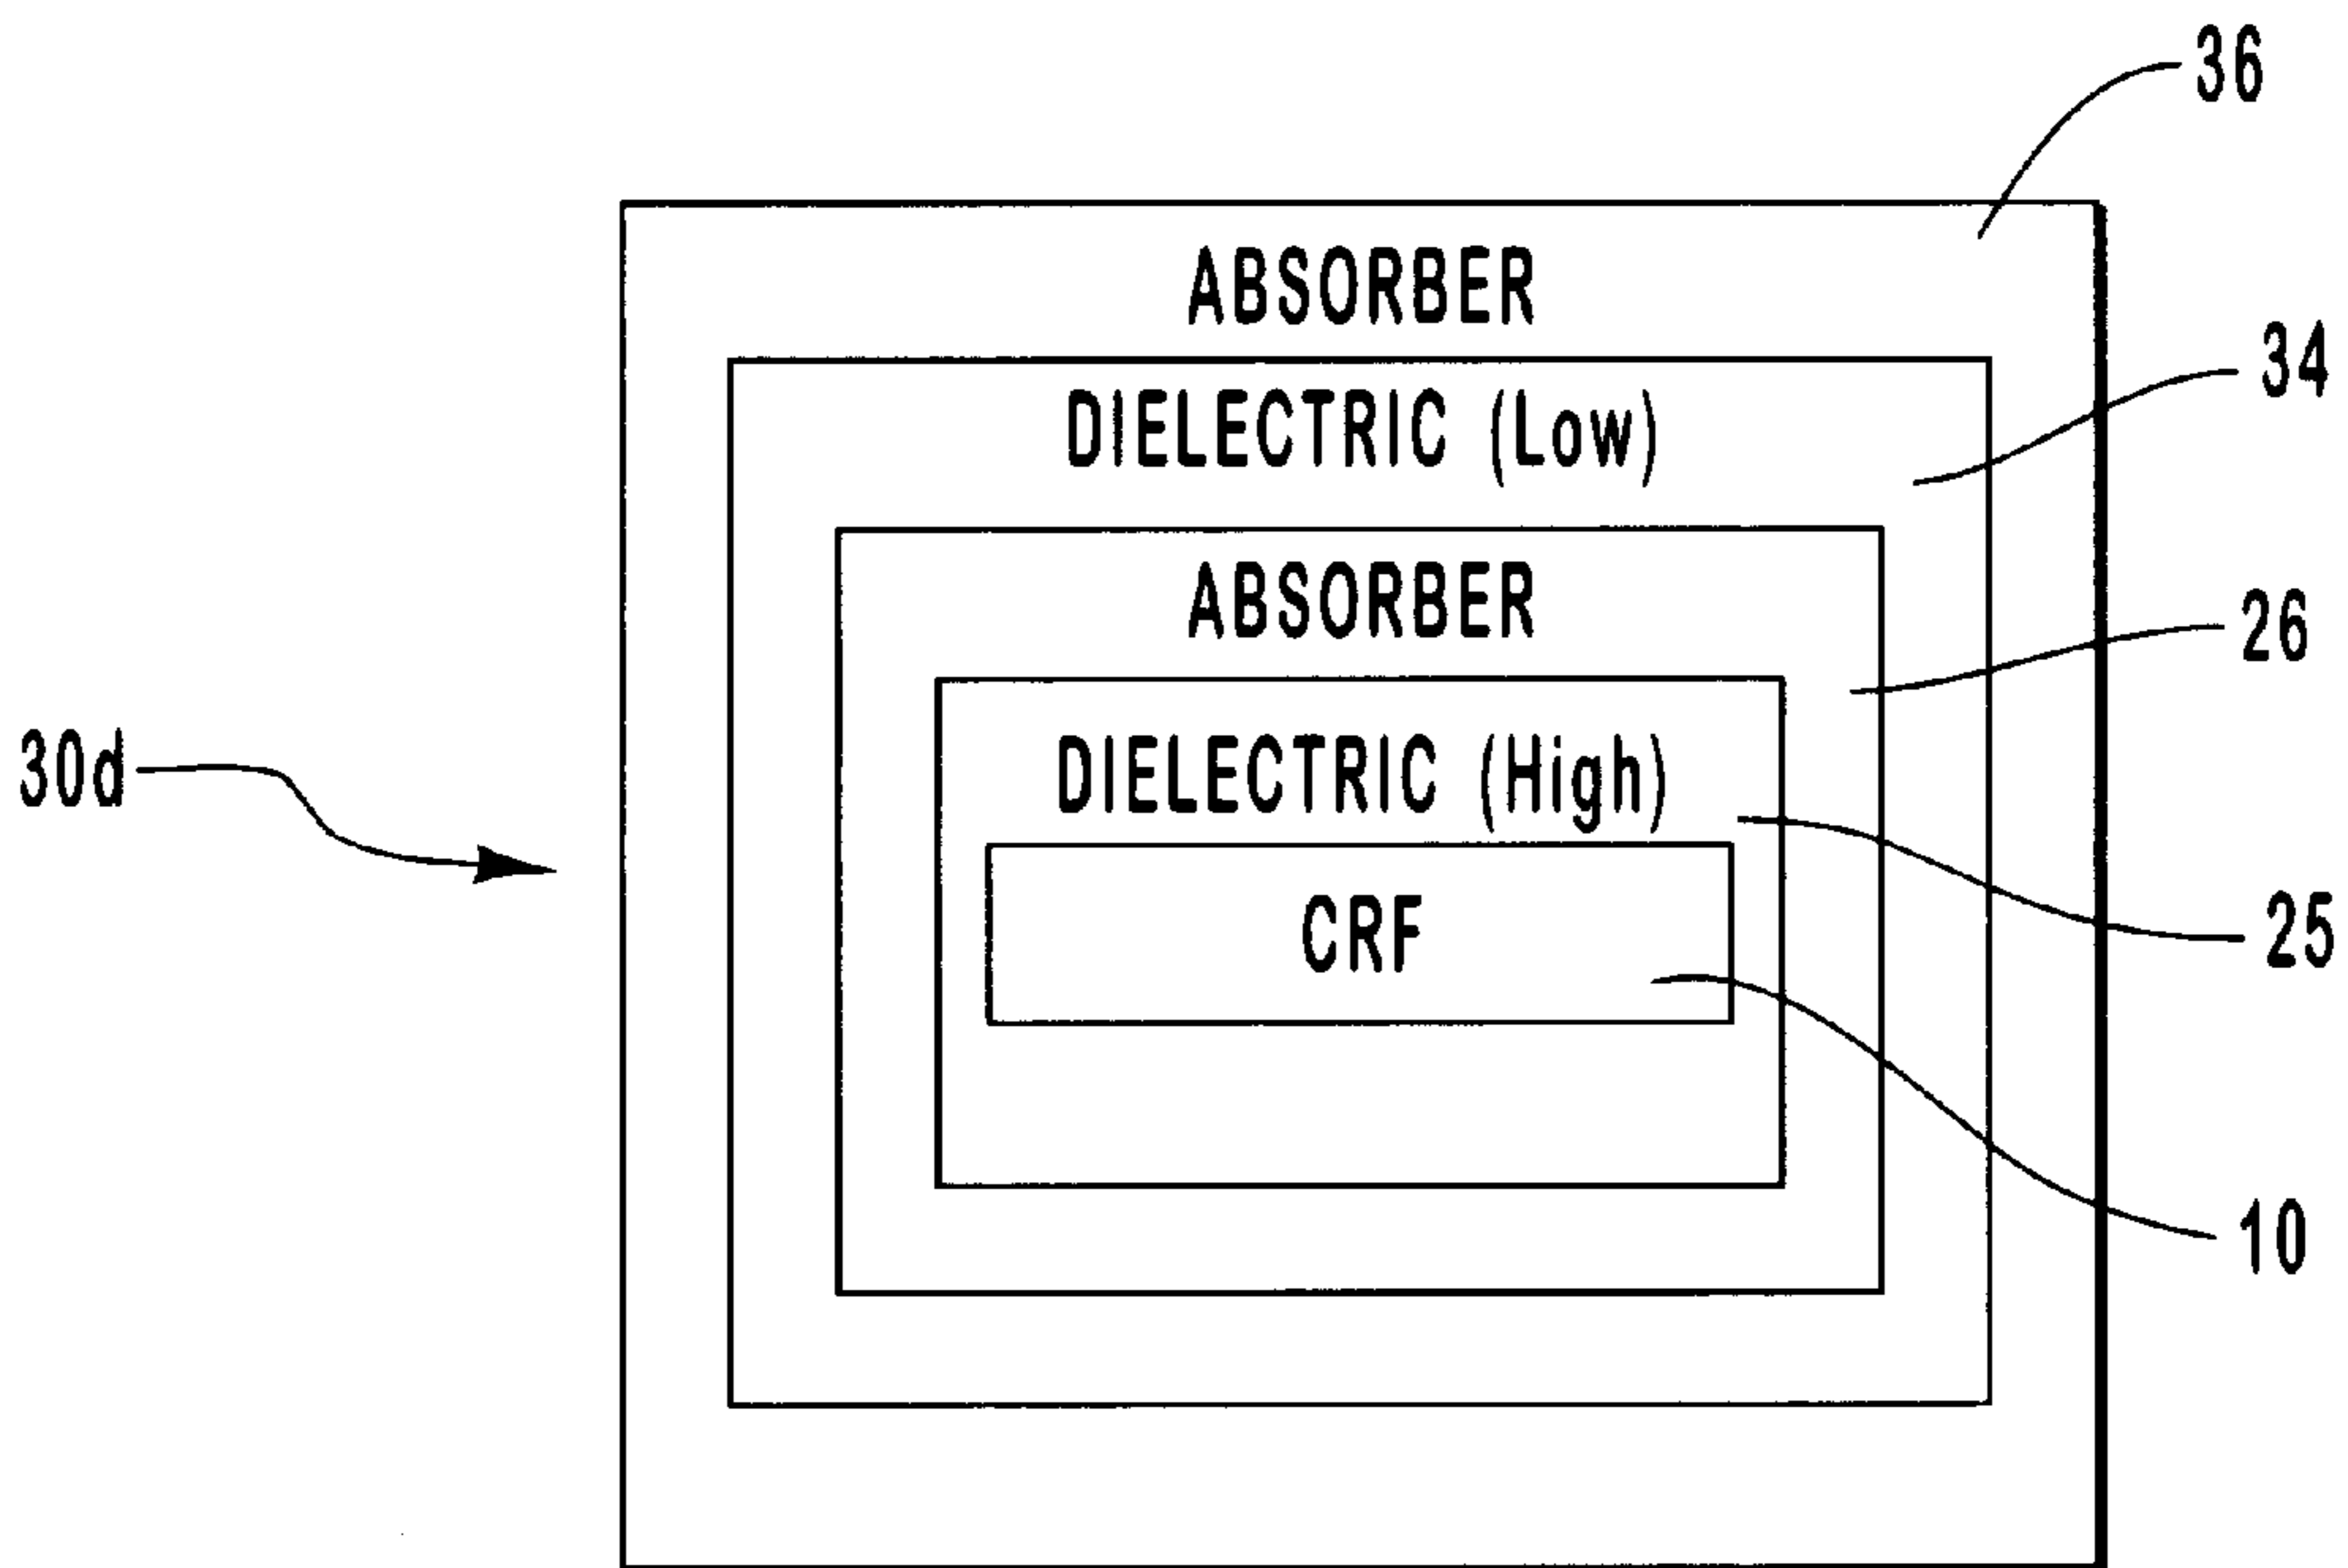 36
ABSORBER
34
DIELECTRIC (Low)
ABSORBER
26
30d
DIELECTRIC (High)
25
CRF
10